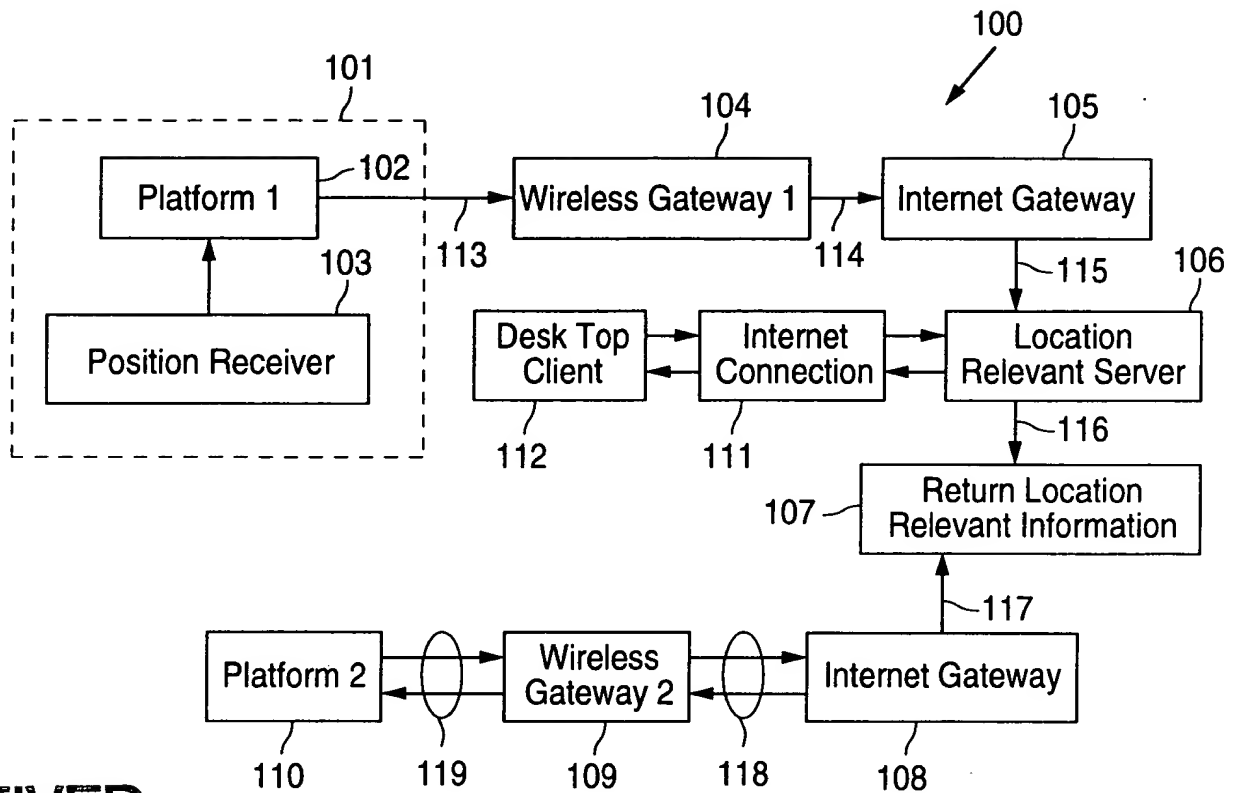 100
101
104
105
Platform 1
102
Wireless Gateway 1
Internet Gateway
113
114
115
103
106
Position Receiver
Desk Top
Client
Internet
Connection
Location
Relevant Server
112
111
116
107
Return Location
Relevant Information
117
Platform 2
Wireless
Gateway 2
Internet Gateway
110
119
109
118
108